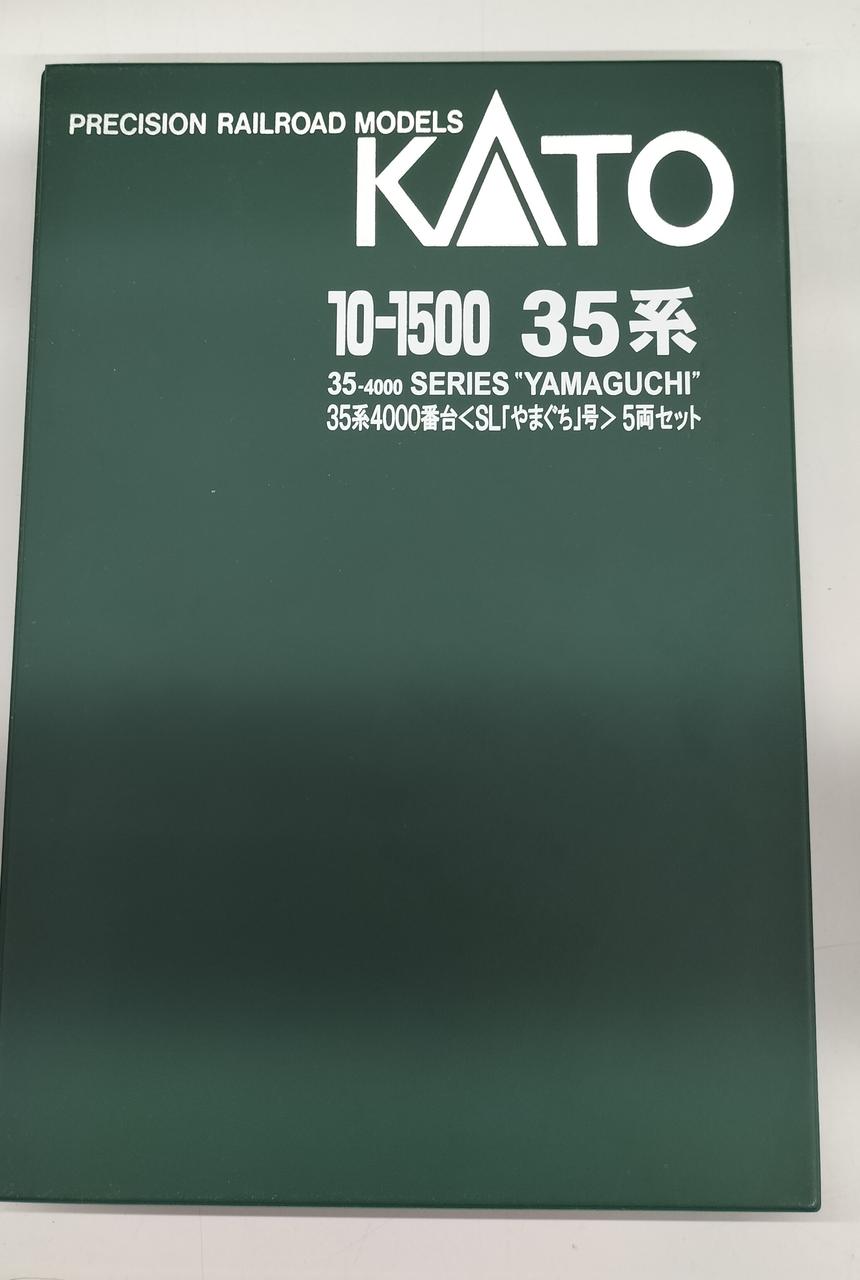 PRECISION RAILROAD MODELS
KATO
10-1500 35系
35-4000 SERIES "YAMAGUCHI"
35系4000番台<SL「やまぐち」号> 5両セット